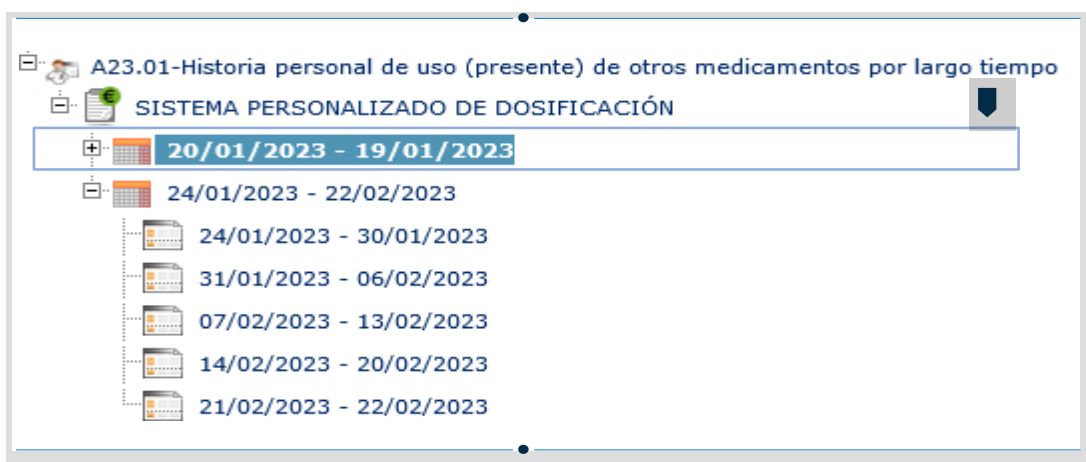 A23.01-Historia personal de uso (presente) de otros medicamentos por largo tiempo
SISTEMA PERSONALIZADO DE DOSIFICACIÓN
20/01/2023 - 19/01/2023
24/01/2023 - 22/02/2023
24/01/2023 - 30/01/2023
31/01/2023 - 06/02/2023
07/02/2023 - 13/02/2023
14/02/2023 - 20/02/2023
21/02/2023 - 22/02/2023